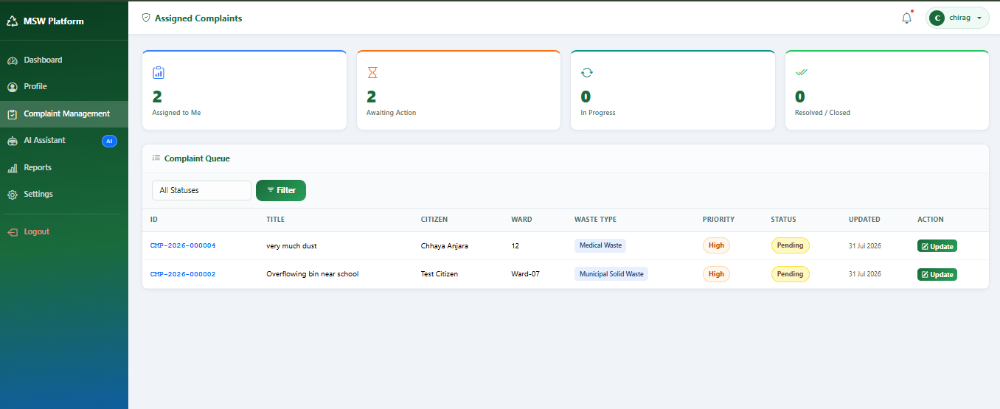 MSW Platform
Dashboard
Profile
Complaint Management
AI Assistant AI
Reports
Settings
Logout
Assigned Complaints
C chirag
2
Assigned to Me
2
Awaiting Action
0
In Progress
0
Resolved / Closed
Complaint Queue
All Statuses Filter
ID TITLE CITIZEN WARD WASTE TYPE PRIORITY STATUS UPDATED ACTION
CMP-2026-000004 very much dust Chhaya Anjara 12 Medical Waste High Pending 31 Jul 2026 Update
CMP-2026-000002 Overflowing bin near school Test Citizen Ward-07 Municipal Solid Waste High Pending 31 Jul 2026 Update